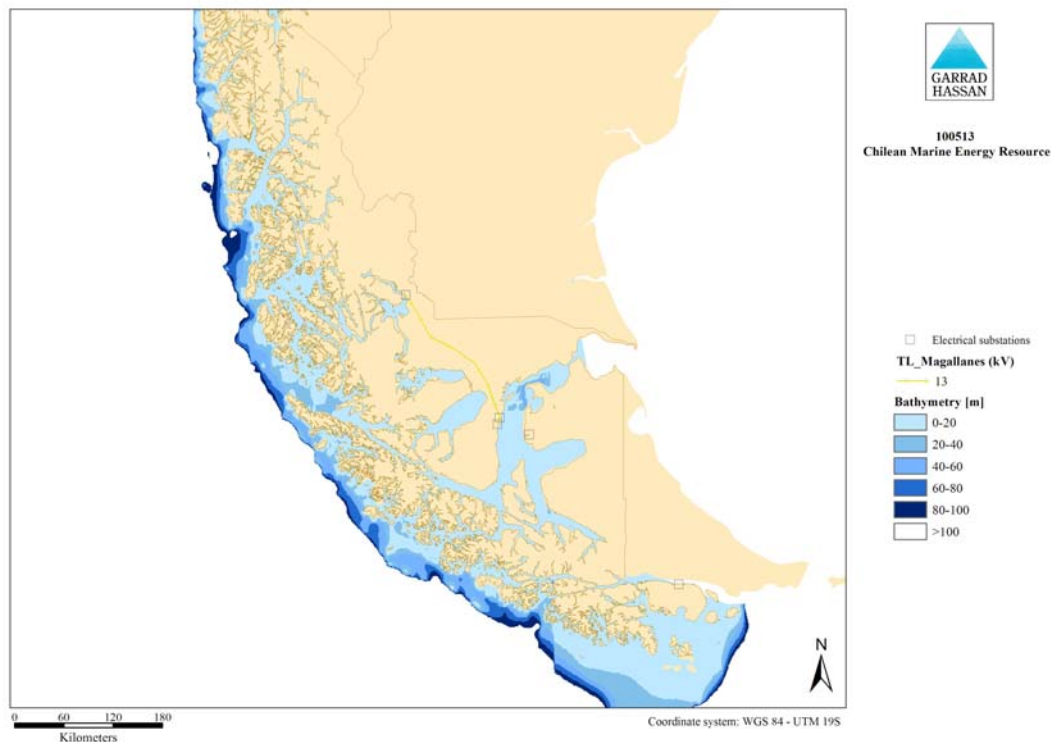 GARRAD
HASSAN
100513
Chilean Marine Energy Resource
Electrical substations
TL_Magallanes (kV)
13
Bathymetry [m]
0-20
20-40
40-60
60-80
80-100
>100
N
0 60 120 180
Kilometers
Coordinate system: WGS 84 - UTM 19S